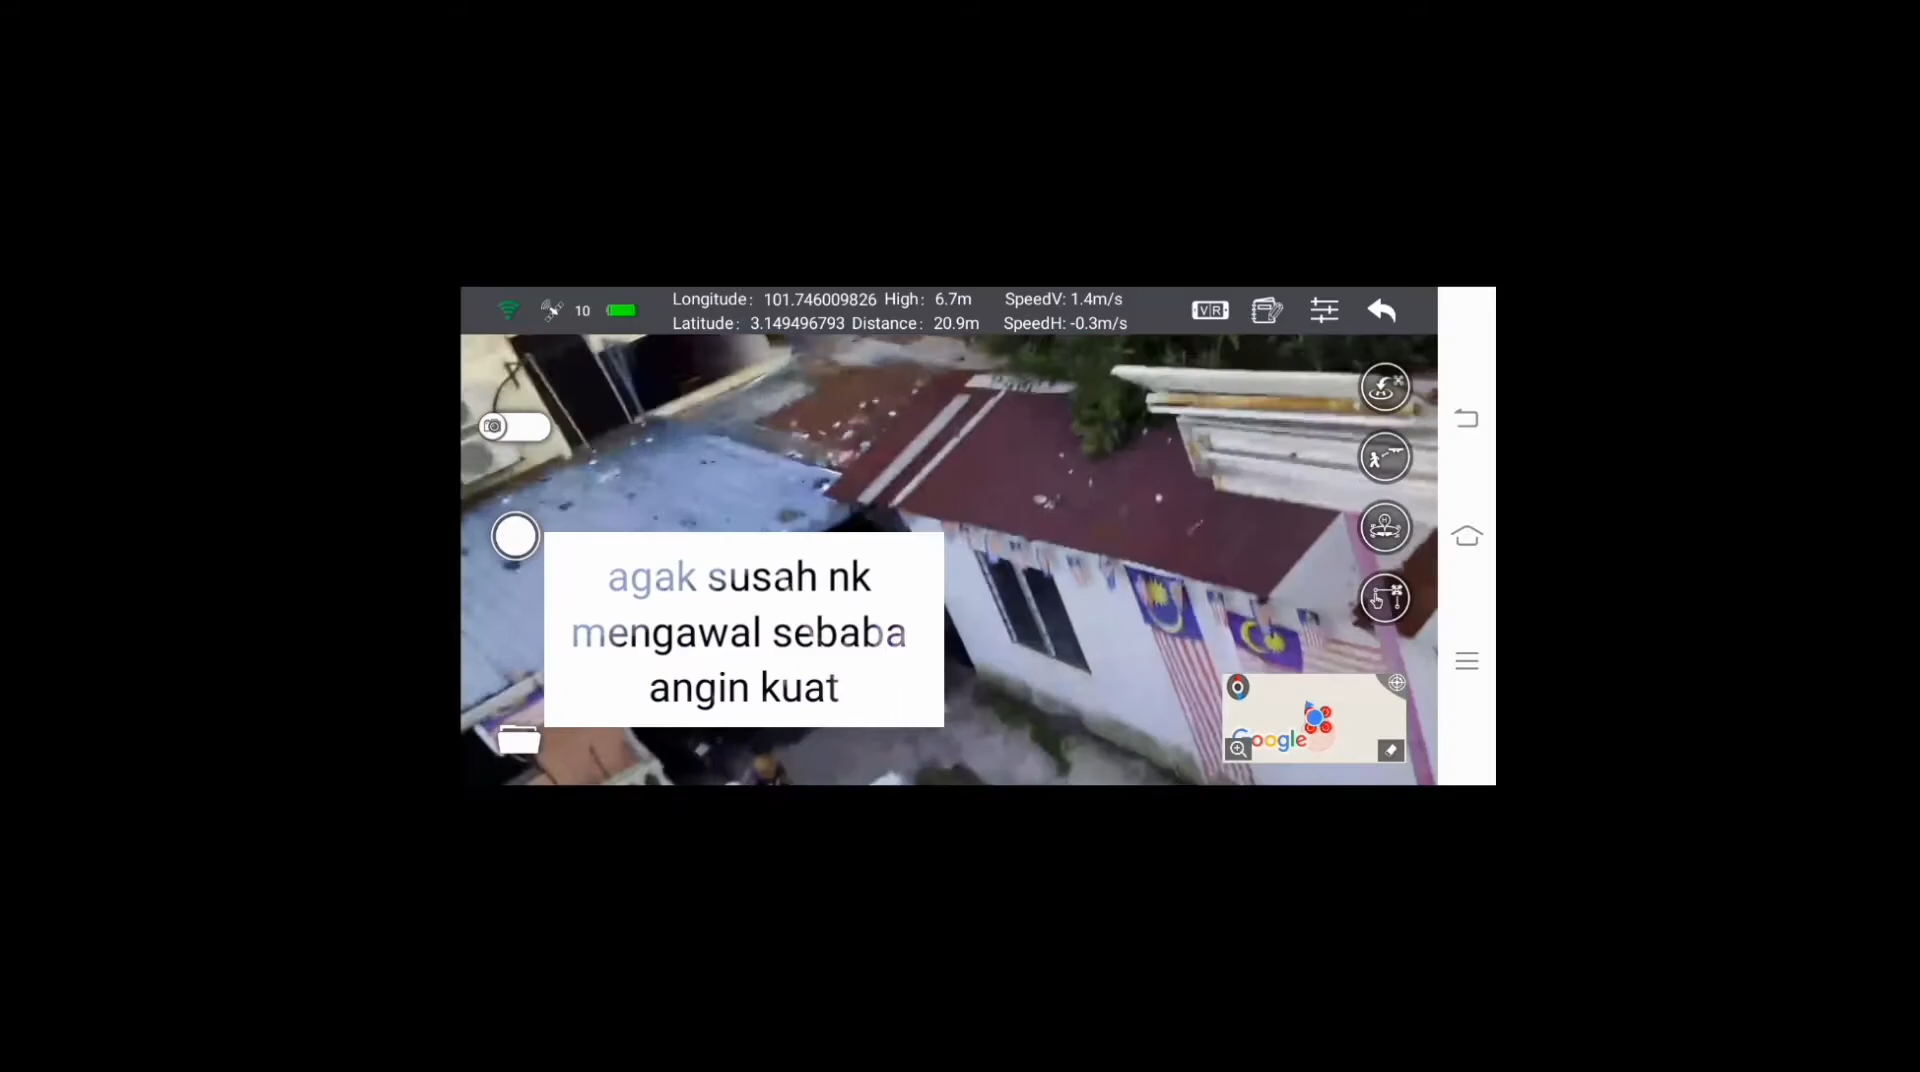 10
Longitude: 101.746009826 High: 6.7m SpeedV: 1.4m/s
Latitude: 3.149496793 Distance: 20.9m SpeedH: -0.3m/s
VR
agak susah nk
mengawal sebaba
angin kuat
Google